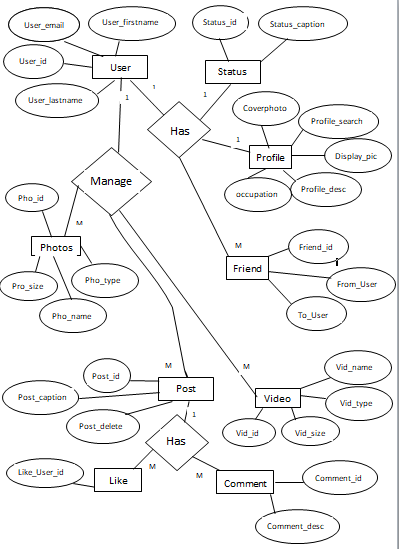 User_email
User_firstname
Status_id
Status_caption
User_id
User
Status
User_lastname
1
1
1
Coverphoto
Profile_search
Has
1
Profile
Display_pic
Manage
occupation
Profile_desc
Pho_id
M
M
Friend_id
Photos
Friend
Pro_size
Pho_type
From_User
Pho_name
To_User
M
M
Vid_name
Post_id
Post
Post_caption
Video
Vid_type
Post_delete
1
Vid_id
Vid_size
Has
Like_User_id
M
M
Like
Comment
Comment_id
Comment_desc